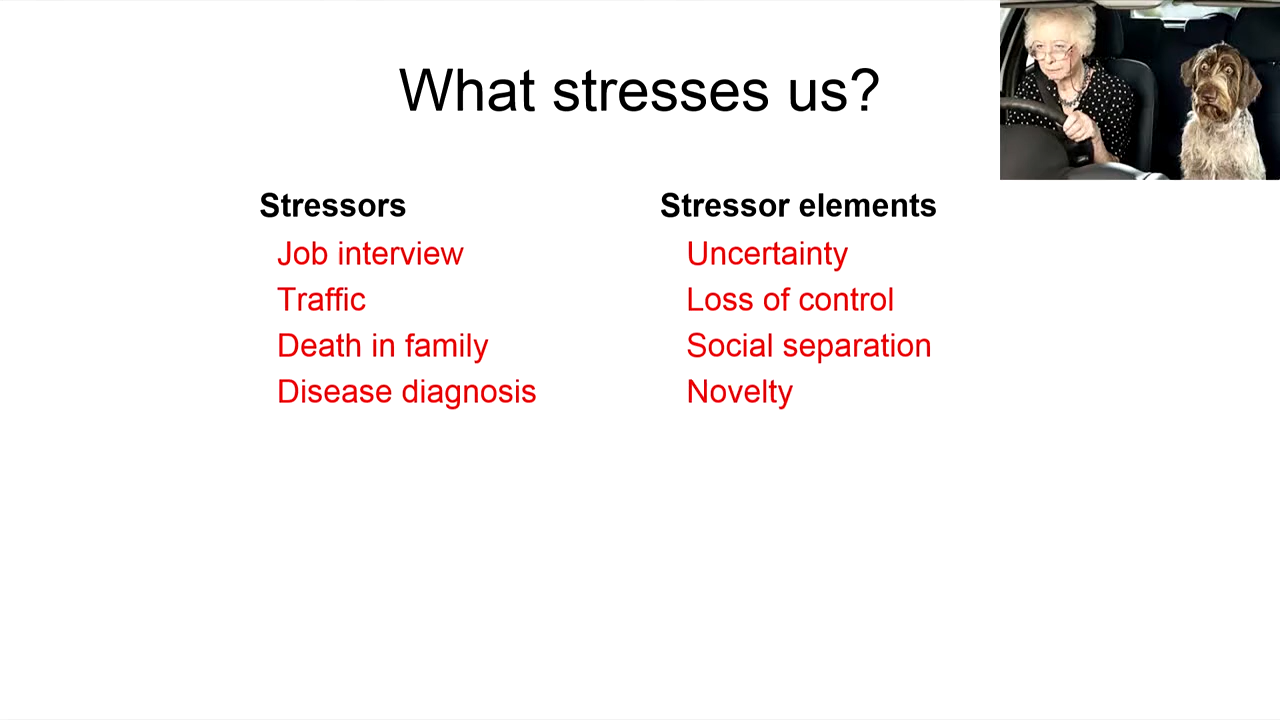 What stresses us?
Stressors
Job interview
Traffic
Death in family
Disease diagnosis
Stressor elements
Uncertainty
Loss of control
Social separation
Novelty